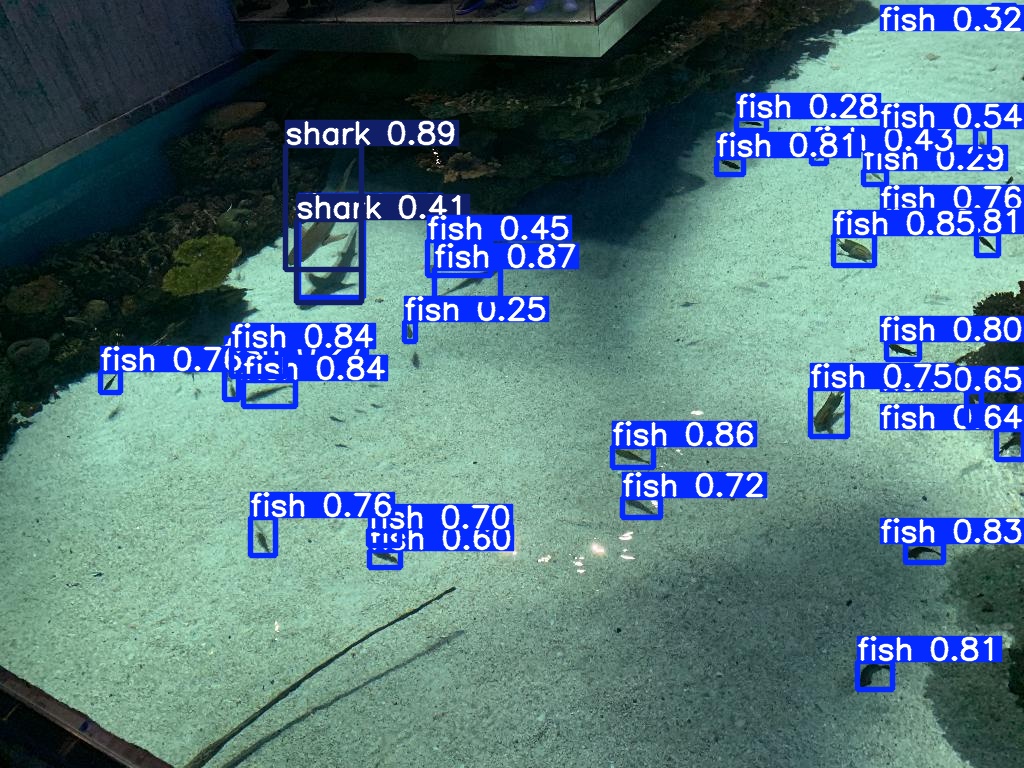 fish 0.32
fish 0.28
fish 0.54
shark 0.89
fish 0.81
0.43
fish 0.29
fish 0.76
shark 0.41
fish 0.45
fish 0.85
81
fish 0.87
fish 0.25
fish 0.80
fish 0.84
fish 0.76
fish 0.84
fish 0.75
0.65
fish 0.64
fish 0.86
fish 0.72
fish 0.76
fish 0.70
fish 0.60
fish 0.83
fish 0.81